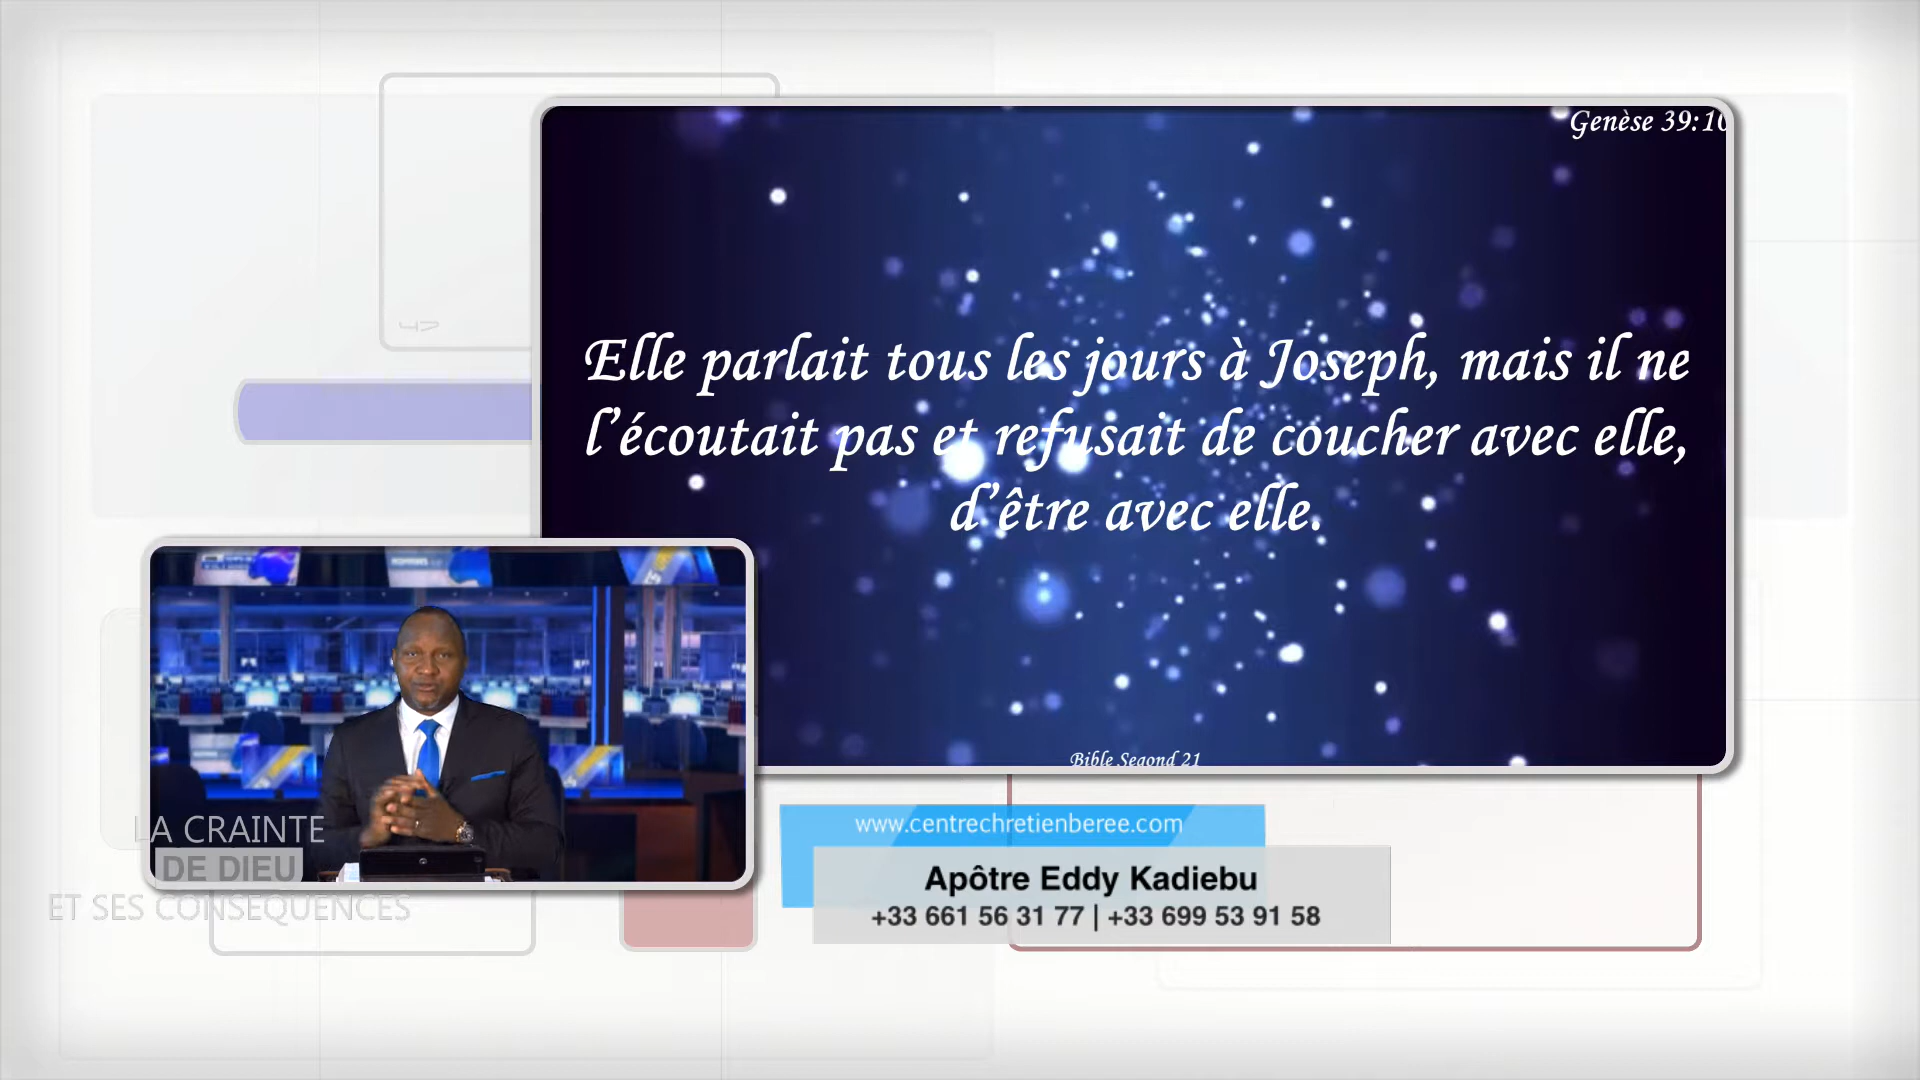 Genèse 39:10
Elle parlait tous les jours à Joseph, mais il ne
l'écoutait pas et refusait de coucher avec elle,
d'être avec elle.
Bible Segond 21
LA CRAINTE
DE DIEU
ET SES CONSEQUENCES
www.centrechretienberee.com
Apôtre Eddy Kadiebu
+33 661 56 31 77 | +33 699 53 91 58